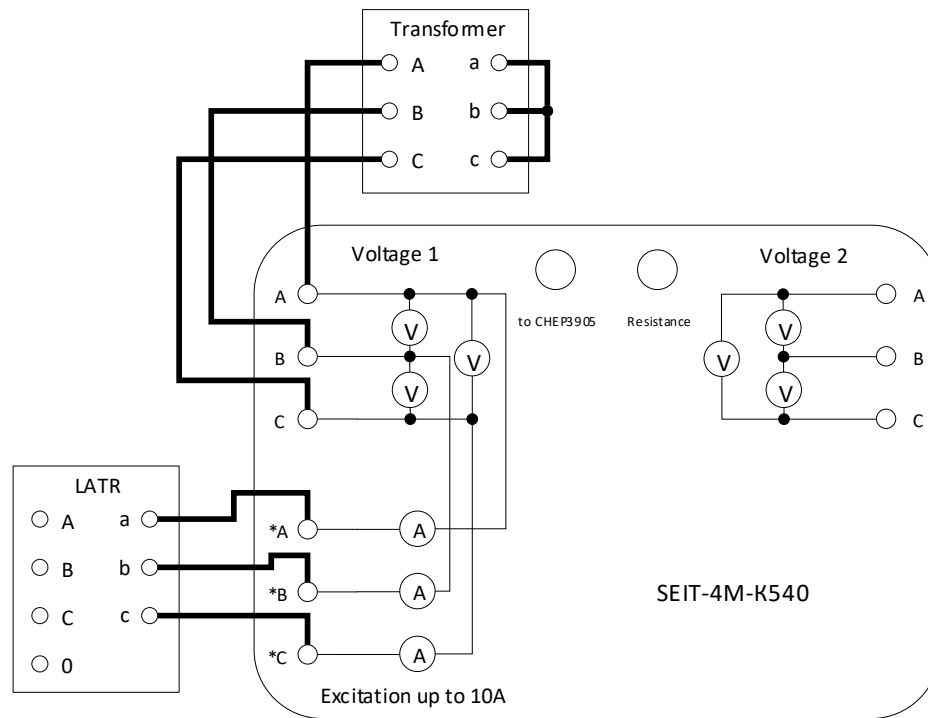 Transformer
A a
B b
C c
Voltage 1
Voltage 2
to CHEP3905 Resistance
A
B
C
V
V
V
V
V
V
A
B
C
LATR
A a
B b
C c
0
*A A
*B A
*C A
SEIT-4M-K540
Excitation up to 10A